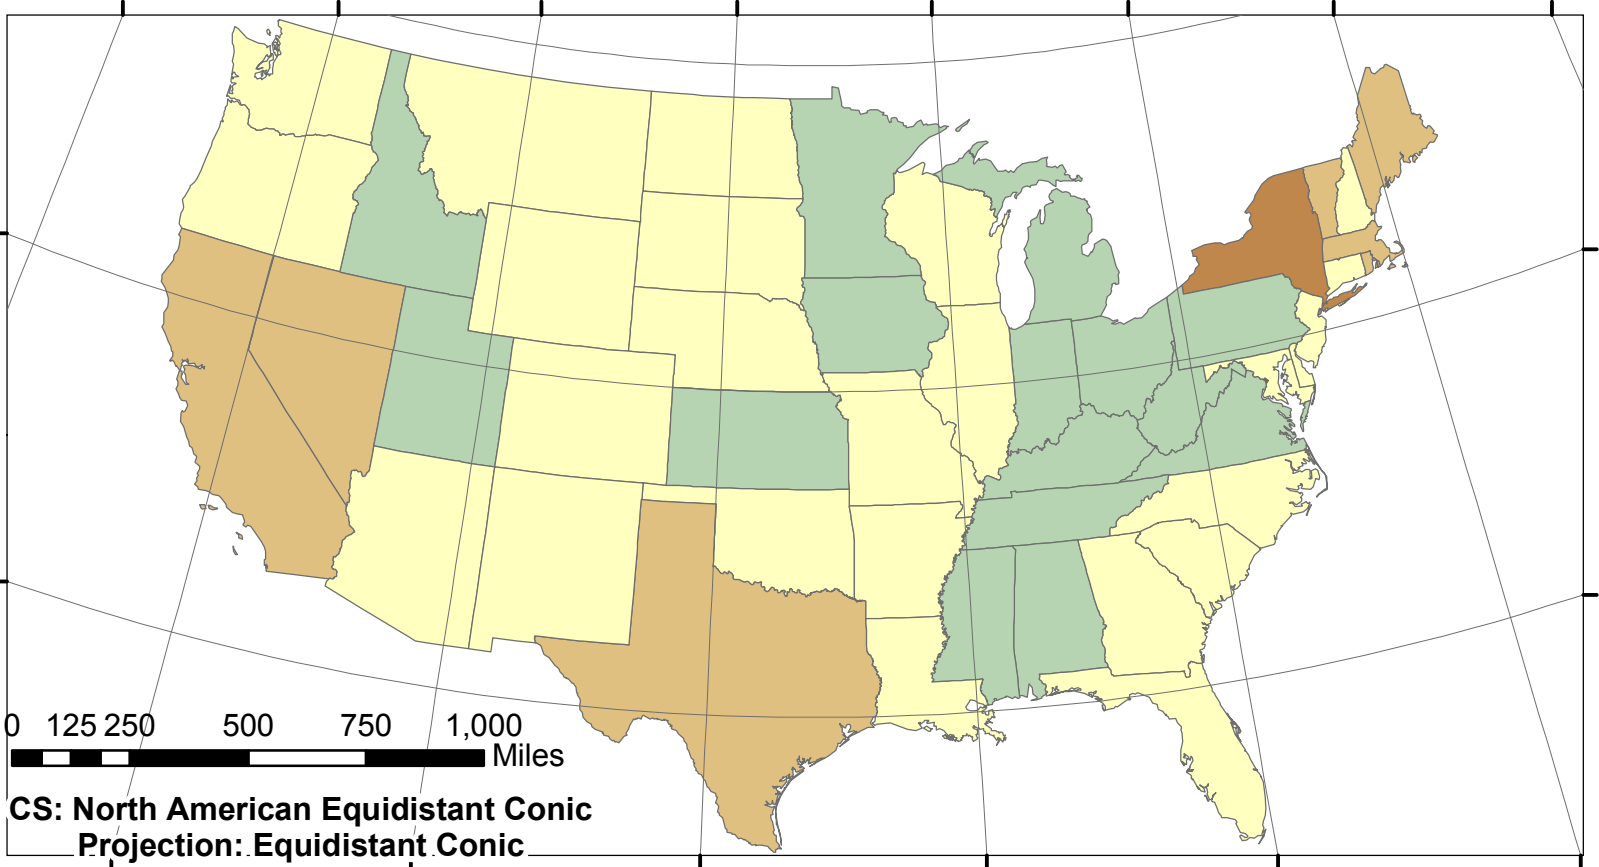 0 125 250 500 750 1,000
Miles
CS: North American Equidistant Conic
Projection: Equidistant Conic